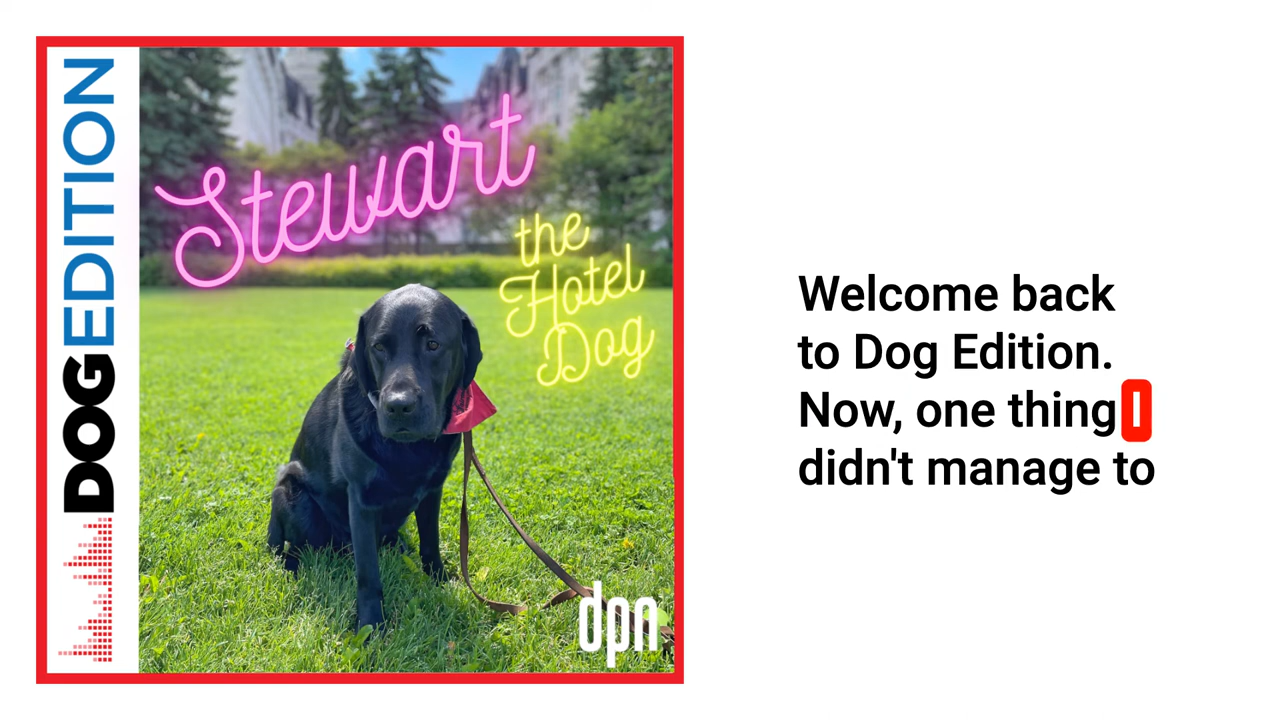 DOGEDITION
Stewart
the
Hotel
Dog
dpn
Welcome back
to Dog Edition.
Now, one thing I
didn't manage to